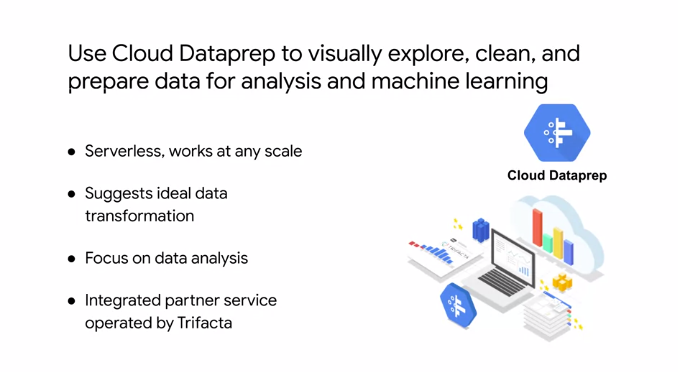 Use Cloud Dataprep to visually explore, clean, and
prepare data for analysis and machine learning
● Serverless, works at any scale
● Suggests ideal data
transformation
● Focus on data analysis
● Integrated partner service
operated by Trifacta
Cloud Dataprep
TRIFACTA